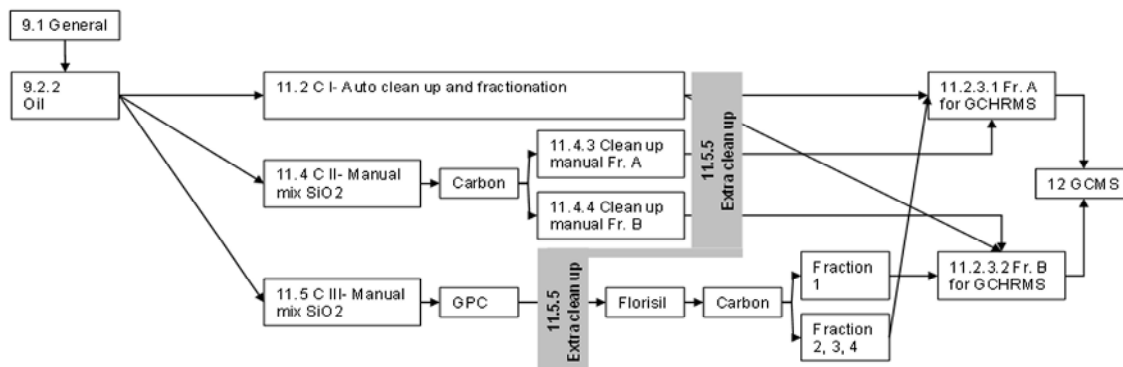 9.1 General
9.2.2
Oil
11.2 C I- Auto clean up and fractionation
11.4 C II- Manual
mix SiO2
Carbon
11.4.3 Clean up
manual Fr. A
11.4.4 Clean up
manual Fr. B
11.5.5
Extra clean up
11.2.3.1 Fr. A
for GCHRMS
12 GCMS
11.2.3.2 Fr. B
for GCHRMS
11.5 C III- Manual
mix SiO2
GPC
11.5.5
Extra clean up
Florisil
Carbon
Fraction
1
Fraction
2, 3, 4